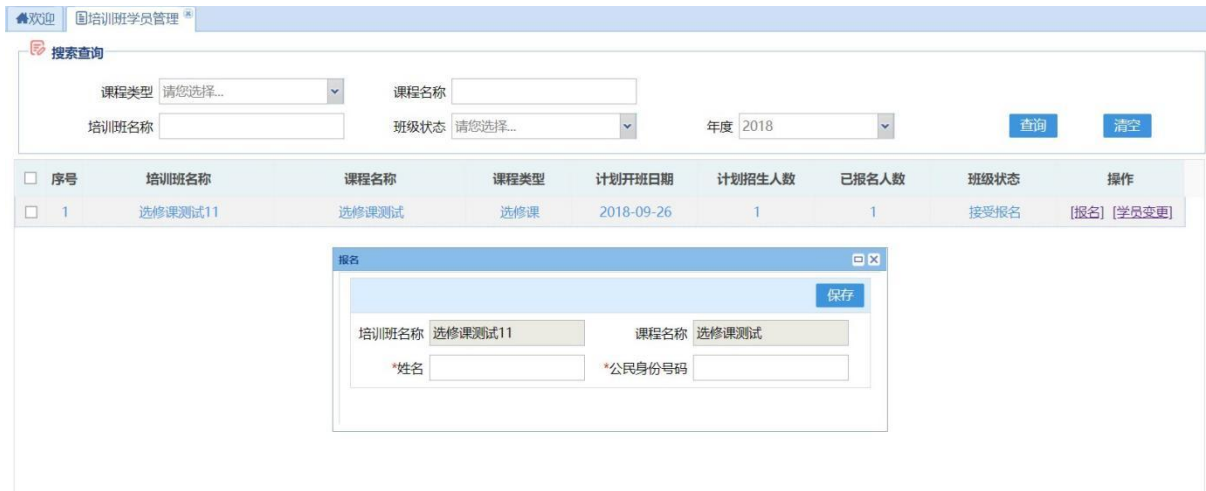 欢迎 培训班学员管理
搜索查询
课程类型 请您选择... 课程名称
培训班名称 班级状态 请您选择... 年度 2018 查询 清空
序号 培训班名称 课程名称 课程类型 计划开班日期 计划招生人数 已报名人数 班级状态 操作
1 选修课测试11 选修课测试 选修课 2018-09-26 1 1 接受报名 [报名] [学员变更]
报名
保存
培训班名称 选修课测试11 课程名称 选修课测试
*姓名 *公民身份号码